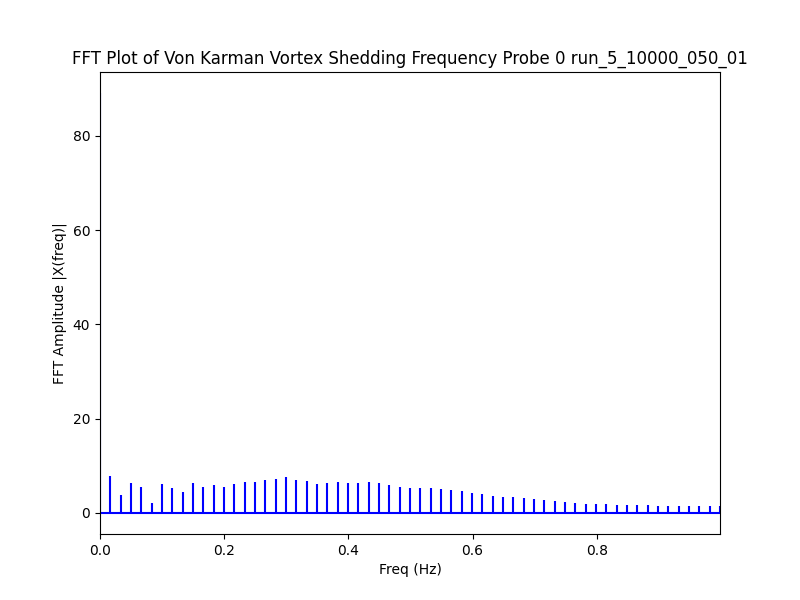 FFT Plot of Von Karman Vortex Shedding Frequency Probe 0 run_5_10000_050_01
80
60
40
20
0
FFT Amplitude |X(freq)|
0.0 0.2 0.4 0.6 0.8
Freq (Hz)